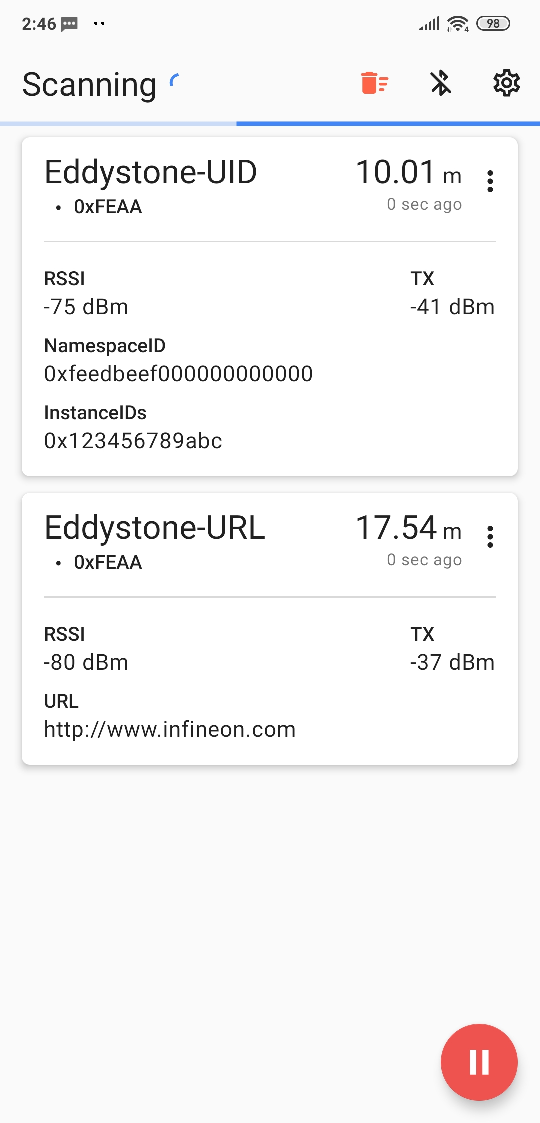 2:46
98
Scanning
Eddystone-UID 10.01 m
• 0xFEAA 0 sec ago
RSSI TX
-75 dBm -41 dBm
NamespaceID
0xfeedbeef000000000000
InstanceIDs
0x123456789abc
Eddystone-URL 17.54 m
• 0xFEAA 0 sec ago
RSSI TX
-80 dBm -37 dBm
URL
http://www.infineon.com